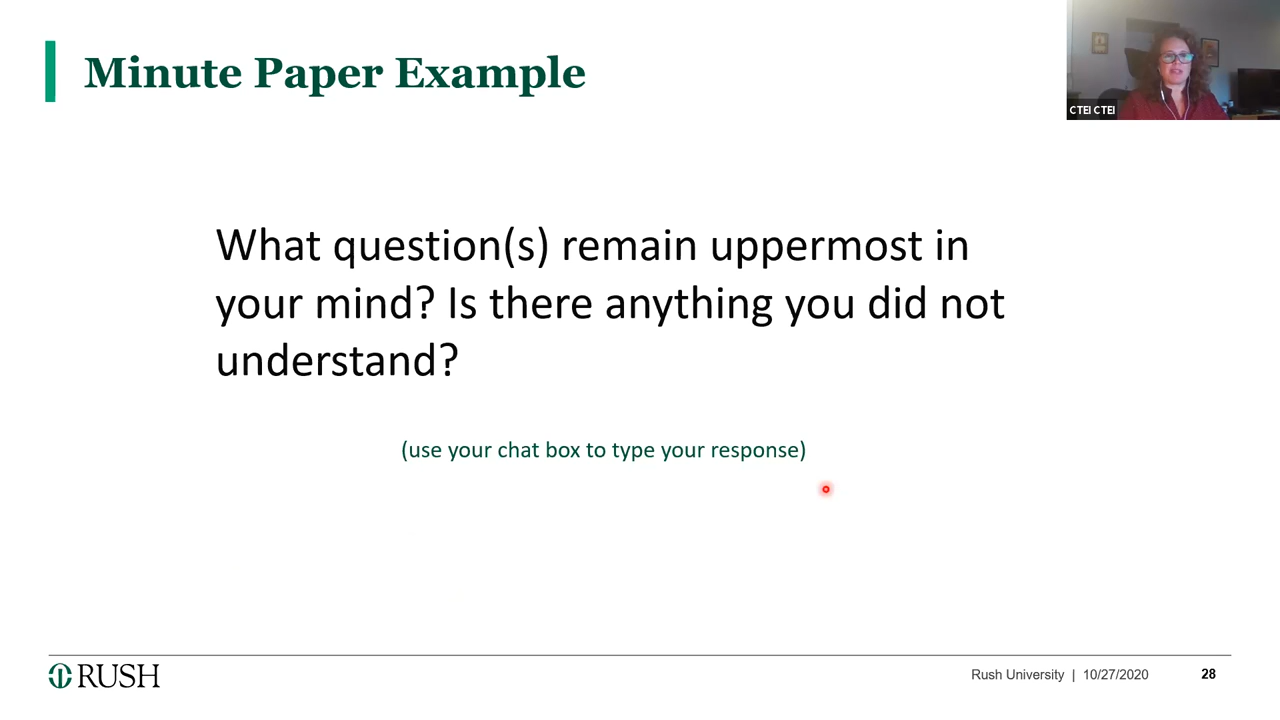 Minute Paper Example
CTEI CTEI
What question(s) remain uppermost in
your mind? Is there anything you did not
understand?
(use your chat box to type your response)
RUSH
Rush University | 10/27/2020
28